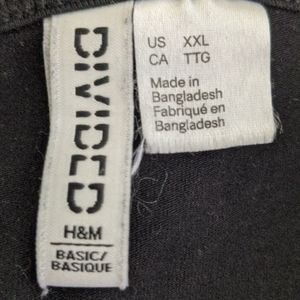 DIVIDED
H&M
BASIC/
BASIQUE
US XXL
CA TTG
Made in
Bangladesh
Fabriqué en
Bangladesh